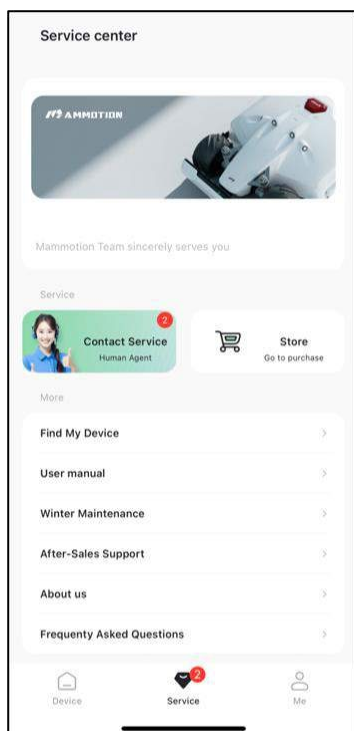 Service center
MAMMOTION
Mammotion Team sincerely serves you
Service
2
Contact Service
Human Agent
Store
Go to purchase
More
Find My Device
User manual
Winter Maintenance
After-Sales Support
About us
Frequenty Asked Questions
2
Device
Service
Me